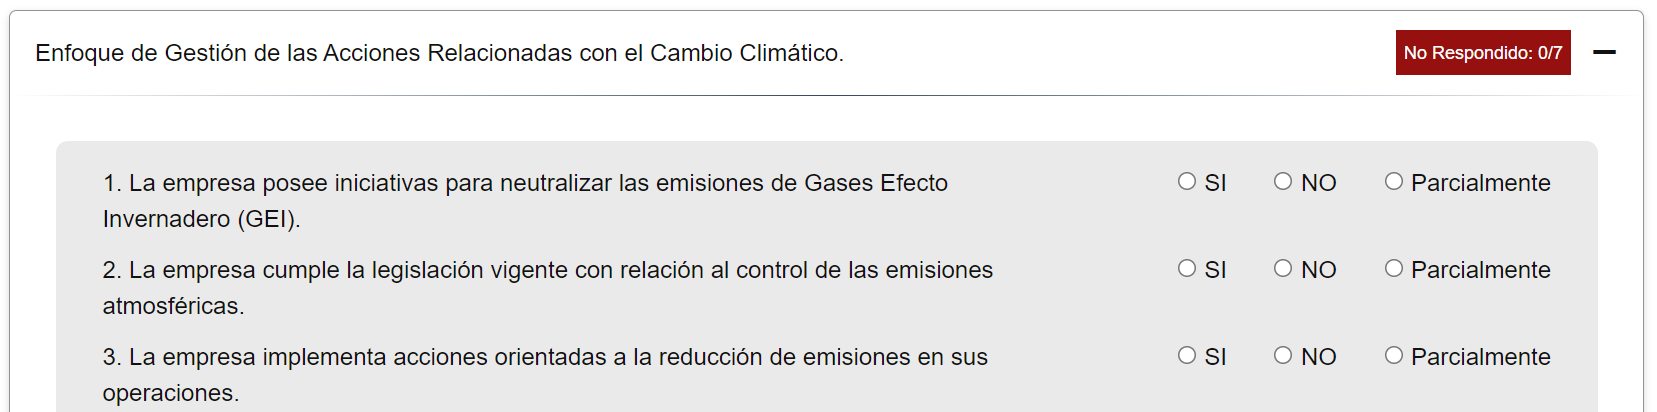 Enfoque de Gestión de las Acciones Relacionadas con el Cambio Climático.
No Respondido: 0/7
1. La empresa posee iniciativas para neutralizar las emisiones de Gases Efecto
Invernadero (GEI).
SI NO Parcialmente
2. La empresa cumple la legislación vigente con relación al control de las emisiones
atmosféricas.
SI NO Parcialmente
3. La empresa implementa acciones orientadas a la reducción de emisiones en sus
operaciones.
SI NO Parcialmente